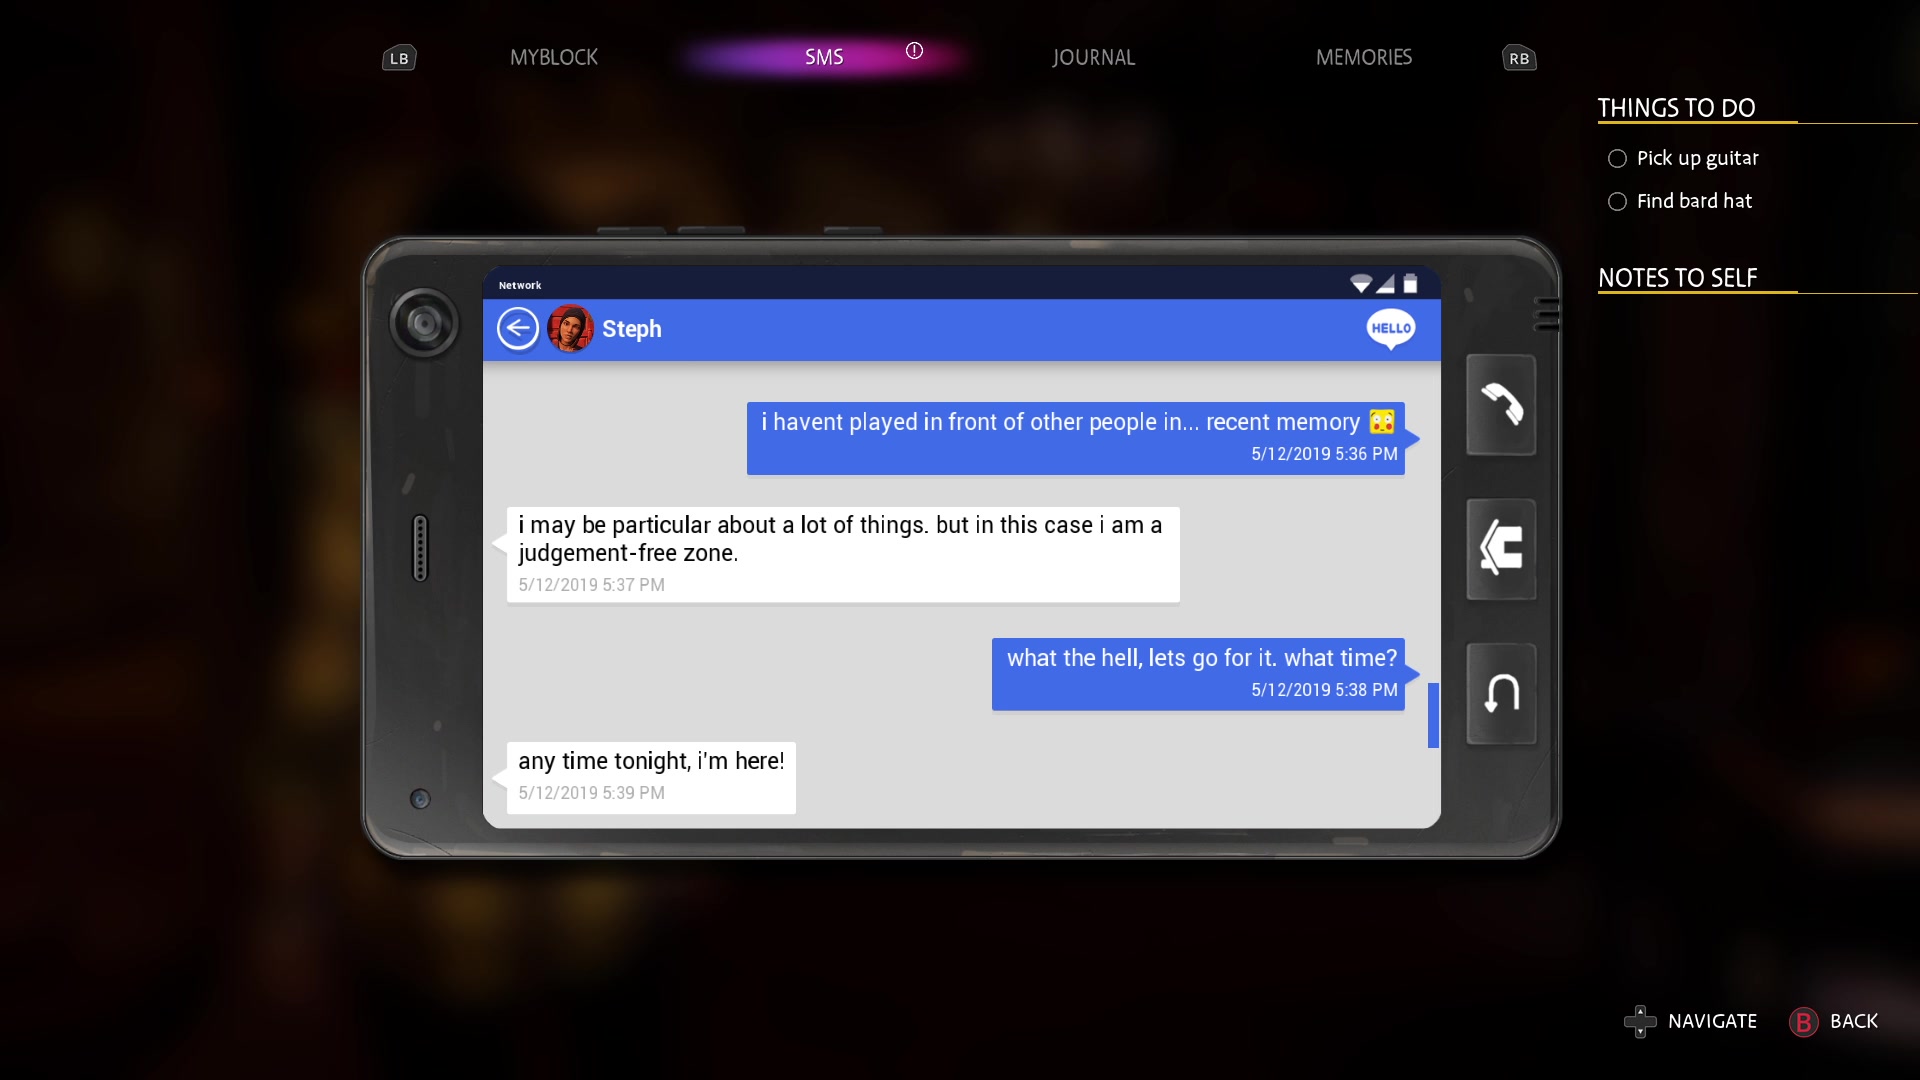 LB
MYBLOCK
SMS
JOURNAL
MEMORIES
RB
THINGS TO DO
Pick up guitar
Find bard hat
NOTES TO SELF
Network
Steph
HELLO
i havent played in front of other people in... recent memory 😳
5/12/2019 5:36 PM
i may be particular about a lot of things. but in this case i am a
judgement-free zone.
5/12/2019 5:37 PM
what the hell, lets go for it. what time?
5/12/2019 5:38 PM
any time tonight, i'm here!
5/12/2019 5:39 PM
NAVIGATE
B BACK